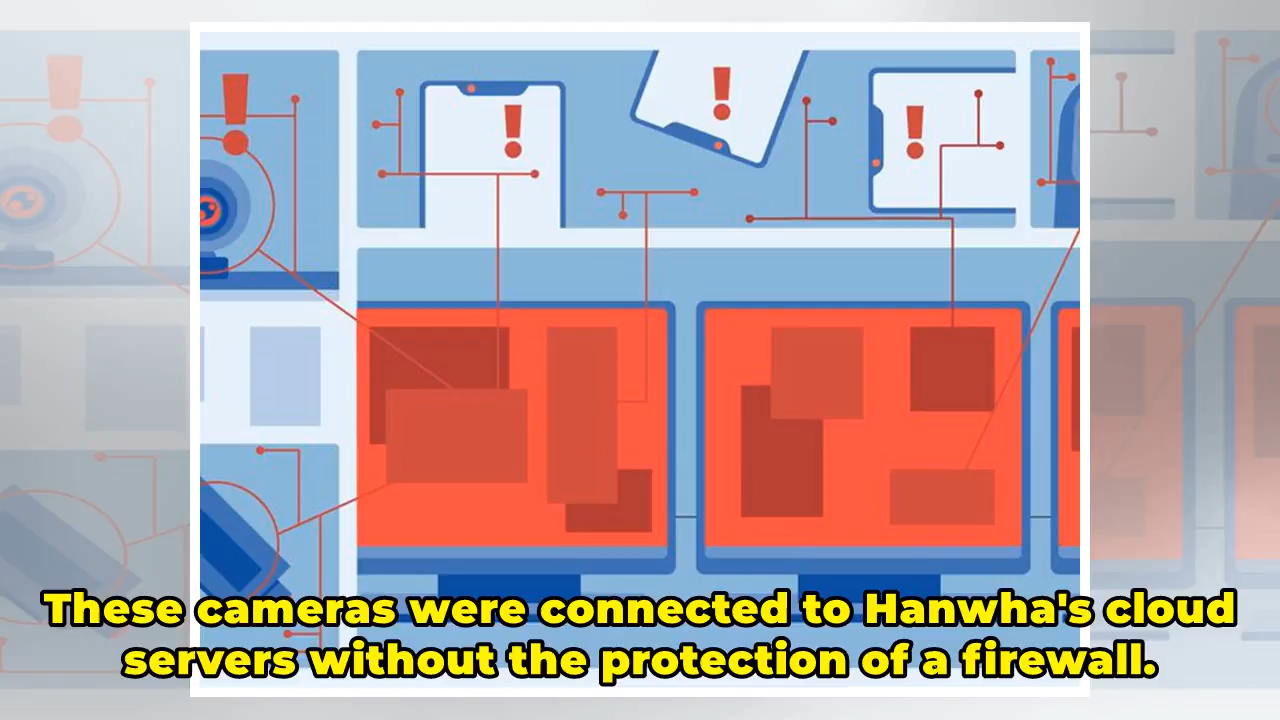 These cameras were connected to Hanwha's cloud
servers without the protection of a firewall.